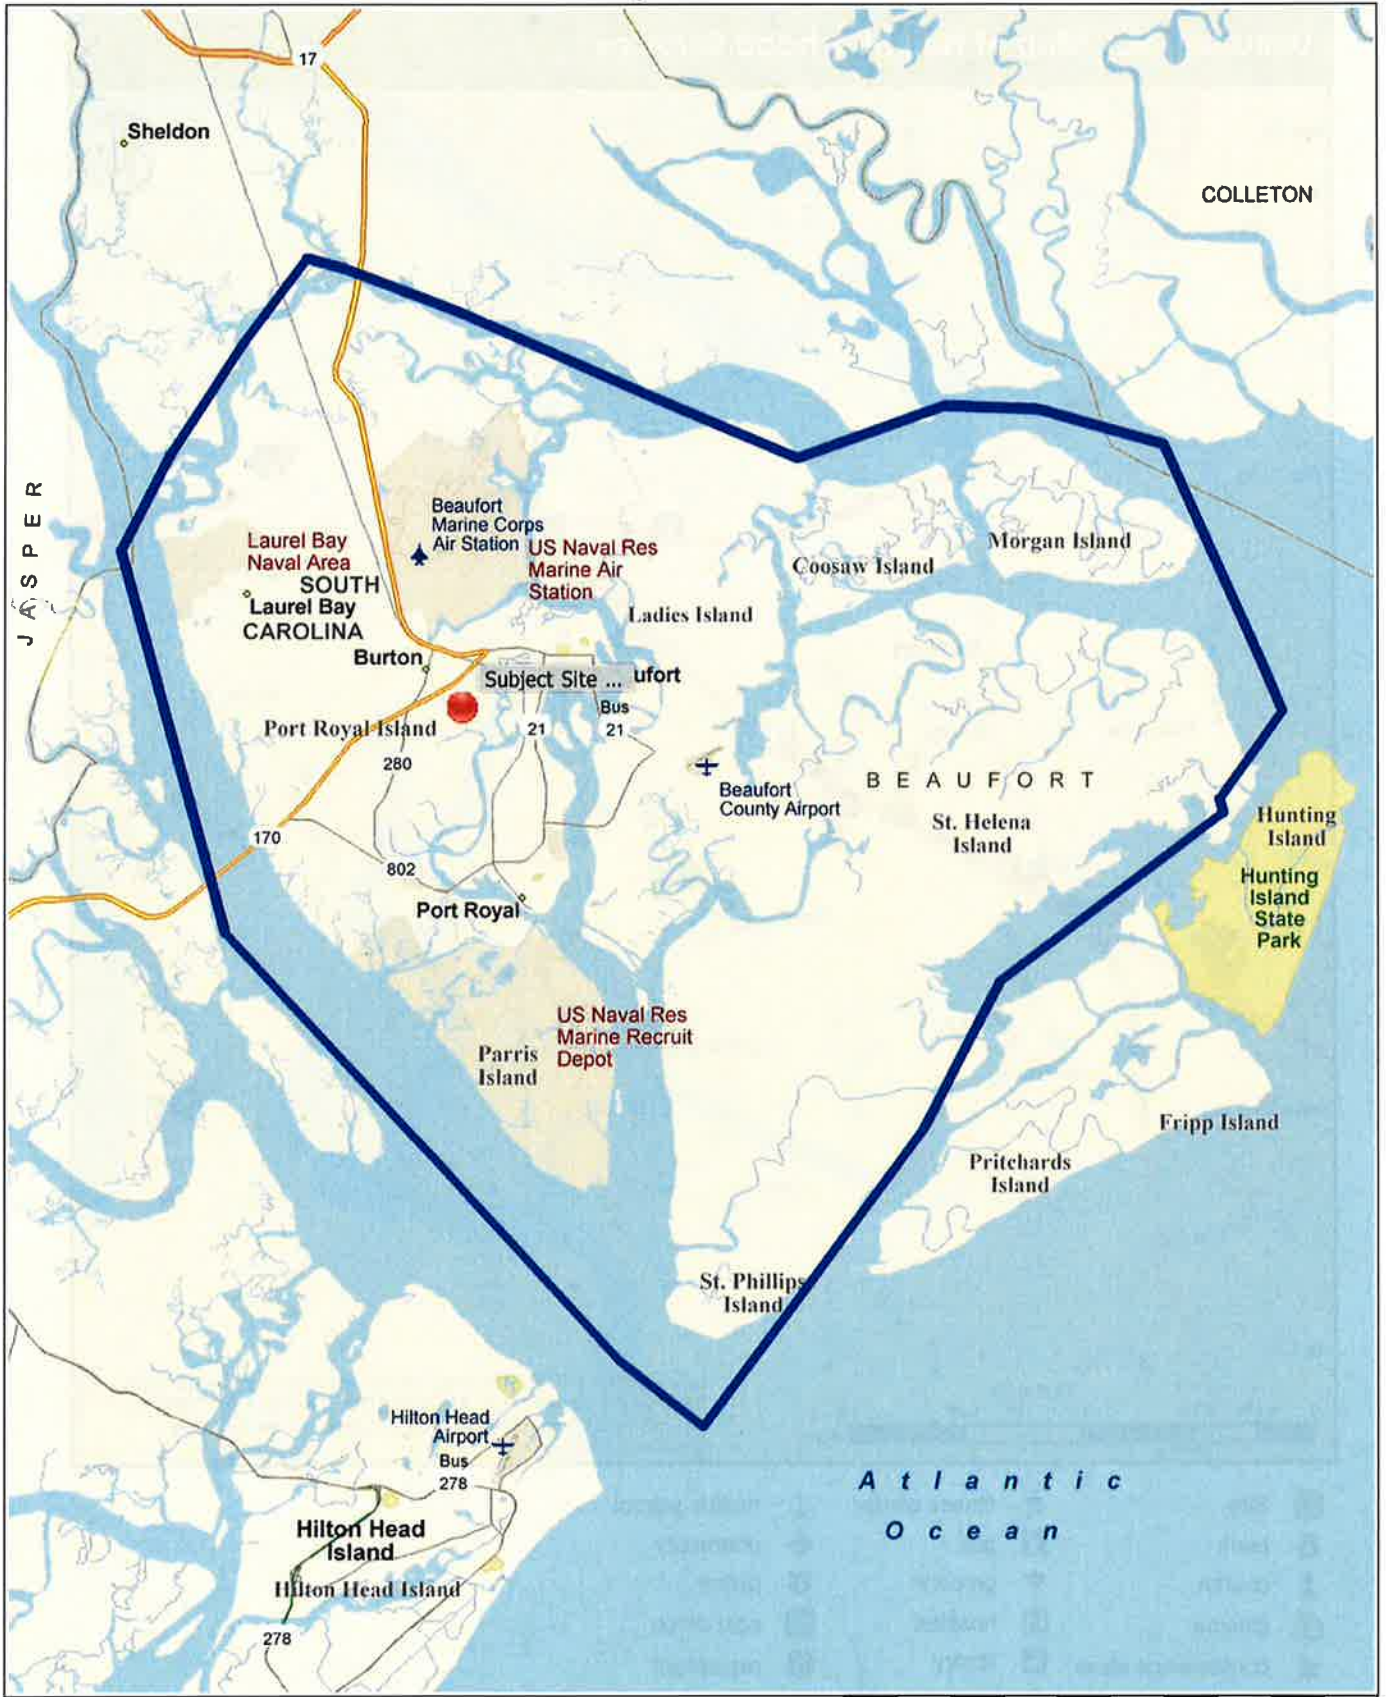 17
Sheldon
COLLETON
JASPER
Beaufort
Marine Corps
Air Station
Laurel Bay
Naval Area
US Naval Res
Marine Air
Station
SOUTH
Laurel Bay
CAROLINA
Coosaw Island
Morgan Island
Ladies Island
Burton
Subject Site ...
ufort
Port Royal Island
21
Bus
21
280
Beaufort
County Airport
BEAUFORT
St. Helena
Island
Hunting
Island
170
802
Hunting
Island
State
Park
Port Royal
US Naval Res
Marine Recruit
Depot
Parris
Island
Fripp Island
Pritchards
Island
St. Phillips
Island
Hilton Head
Airport
Bus
278
Atlantic
Ocean
Hilton Head
Island
Hilton Head Island
278